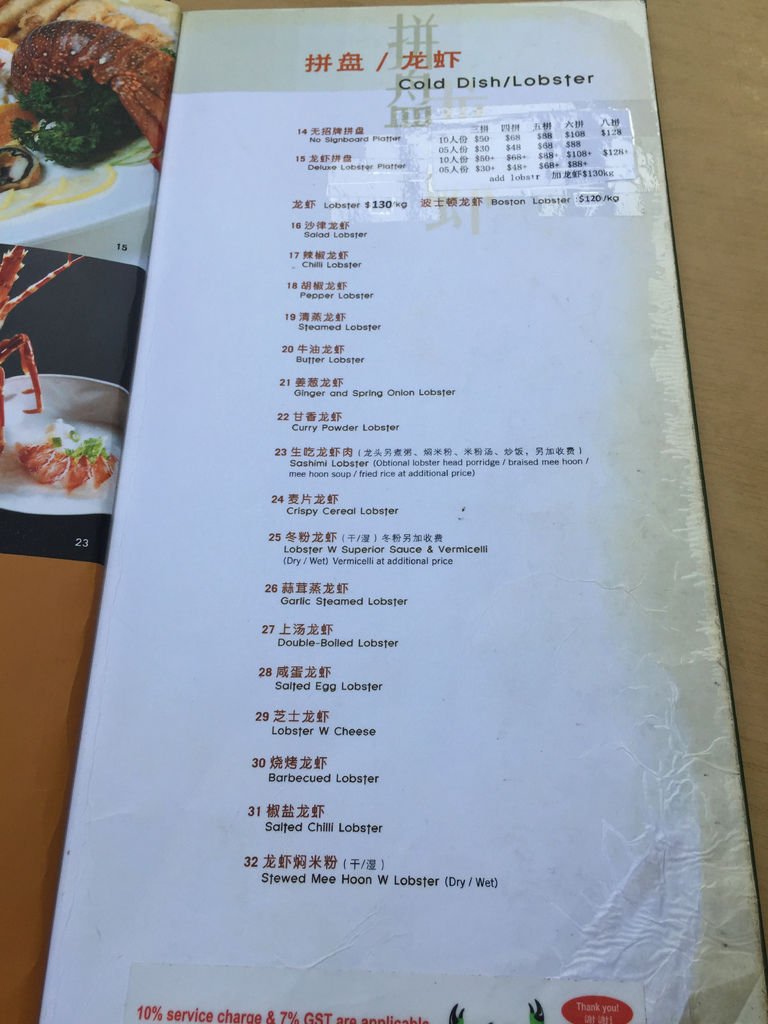 拼盘
拼盘 / 龙虾
Cold Dish/Lobster
三拼 四拼 五拼 六拼 八拼
14 无招牌拼盘 10人份 $50 $68 $88 $108 $128
No Signboard Platter 05人份 $30 $48 $68 $88
15 龙虾拼盘 10人份 $50+ $68+ $88+ $108+ $128+
Deluxe Lobster Platter 05人份 $30+ $48+ $68+ $88+
add lobstr 加龙虾$130kg
龙虾 Lobster $130/kg 波士顿龙虾 Boston Lobster $120/kg
16 沙律龙虾
Salad Lobster
17 辣椒龙虾
Chilli Lobster
18 胡椒龙虾
Pepper Lobster
19 清蒸龙虾
Steamed Lobster
20 牛油龙虾
Butter Lobster
21 姜葱龙虾
Ginger and Spring Onion Lobster
22 甘香龙虾
Curry Powder Lobster
23 生吃龙虾肉 (龙头另煮粥、焖米粉、米粉汤、炒饭，另加收费)
Sashimi Lobster (Obtional lobster head porridge / braised mee hoon /
mee hoon soup / fried rice at additional price)
24 麦片龙虾
Crispy Cereal Lobster
25 冬粉龙虾 (干/湿) 冬粉另加收费
Lobster W Superior Sauce & Vermicelli
(Dry / Wet) Vermicelli at additional price
26 蒜茸蒸龙虾
Garlic Steamed Lobster
27 上汤龙虾
Double-Boiled Lobster
28 咸蛋龙虾
Salted Egg Lobster
29 芝士龙虾
Lobster W Cheese
30 烧烤龙虾
Barbecued Lobster
31 椒盐龙虾
Salted Chilli Lobster
32 龙虾焖米粉 (干/湿)
Stewed Mee Hoon W Lobster (Dry / Wet)
10% service charge & 7% GST are applicable
Thank you!
谢谢!
15
23